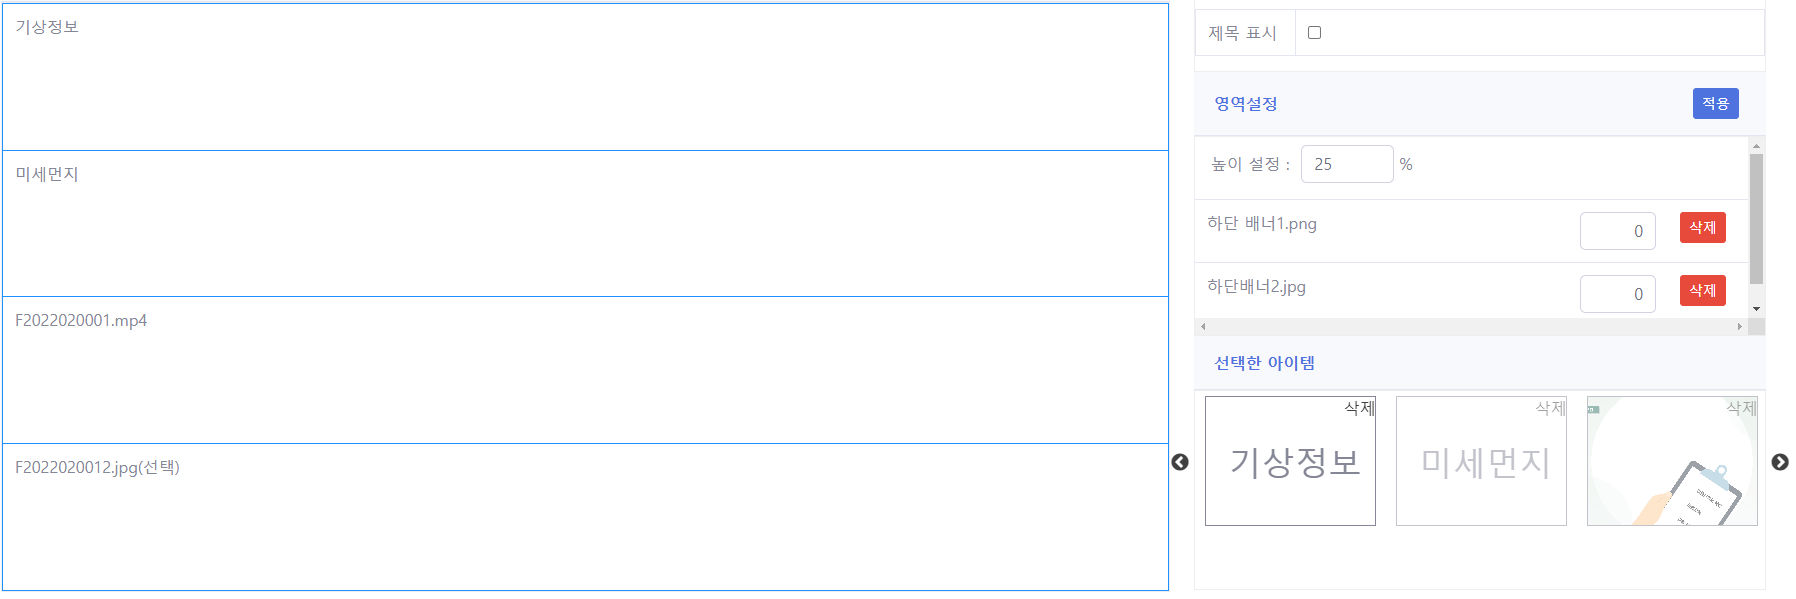 기상정보
미세먼지
F2022020001.mp4
F2022020012.jpg(선택)
제목 표시
영역설정
적용
높이 설정 : 25 %
하단 배너1.png 0 삭제
하단배너2.jpg 0 삭제
선택한 아이템
삭제
기상정보
삭제
미세먼지
삭제